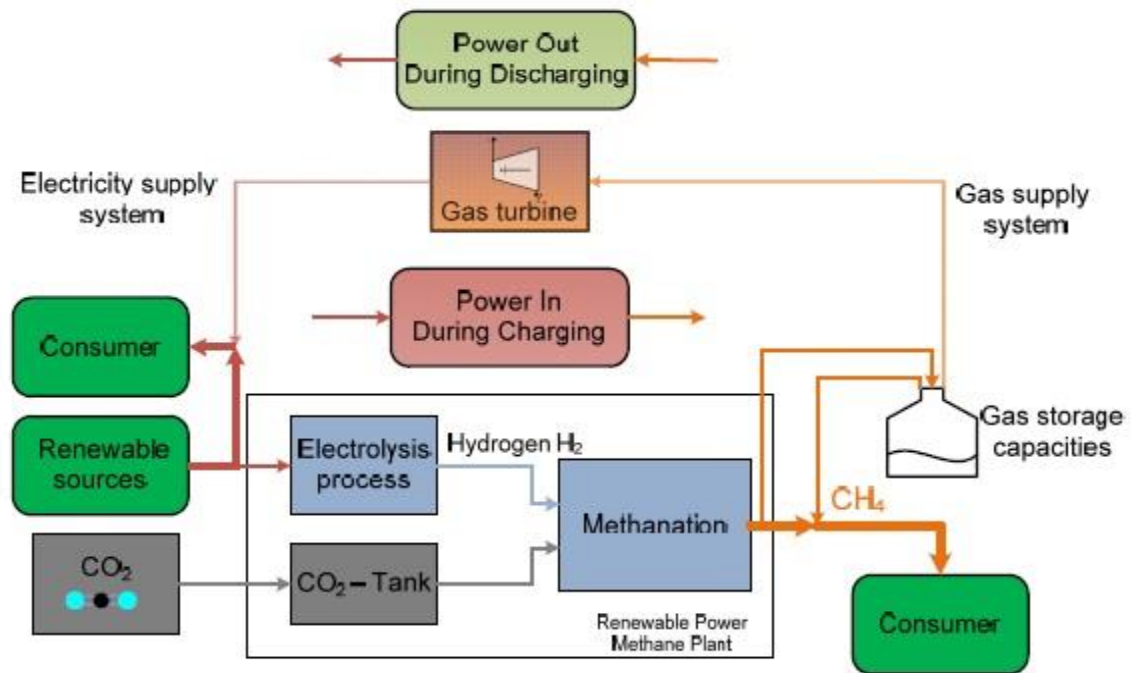 Power Out
During Discharging
Electricity supply
system
Gas turbine
Gas supply
system
Power In
During Charging
Consumer
Renewable
sources
Electrolysis
process
Hydrogen H₂
Methanation
Gas storage
capacities
CH₄
CO₂
CO₂ – Tank
Renewable Power
Methane Plant
Consumer